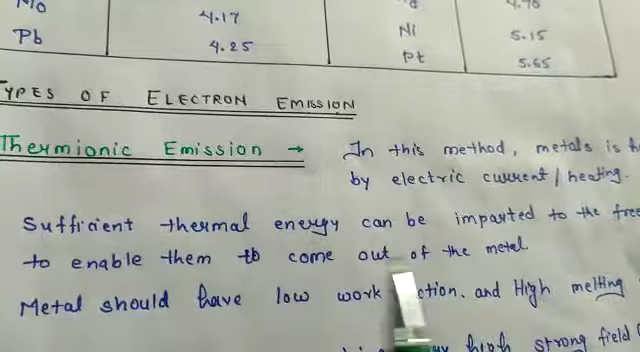 Mo 4.17
Pb 4.25 Ni 5.15
Pt 5.65
TYPES OF ELECTRON EMISSION
Thermionic Emission → In this method, metals is
by electric current/heating.
Sufficient thermal energy can be imparted to the free
to enable them to come out of the metal
Metal should have low work and High melting
high strong field